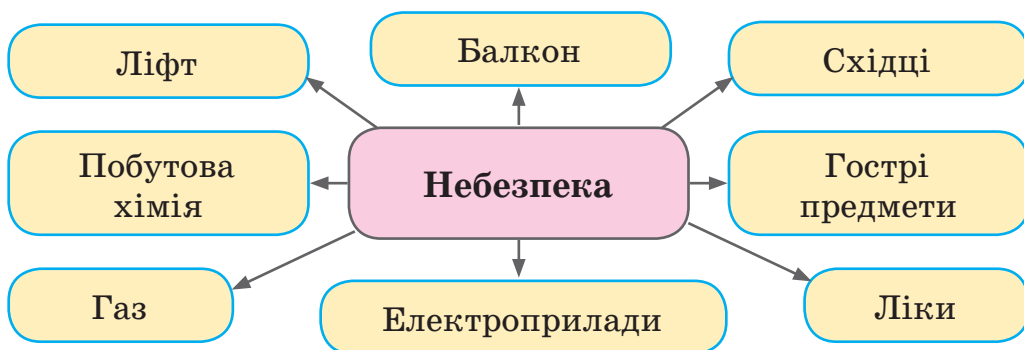 Ліфт
Балкон
Східці
Побутова
хімія
Небезпека
Гострі
предмети
Газ
Електроприлади
Ліки